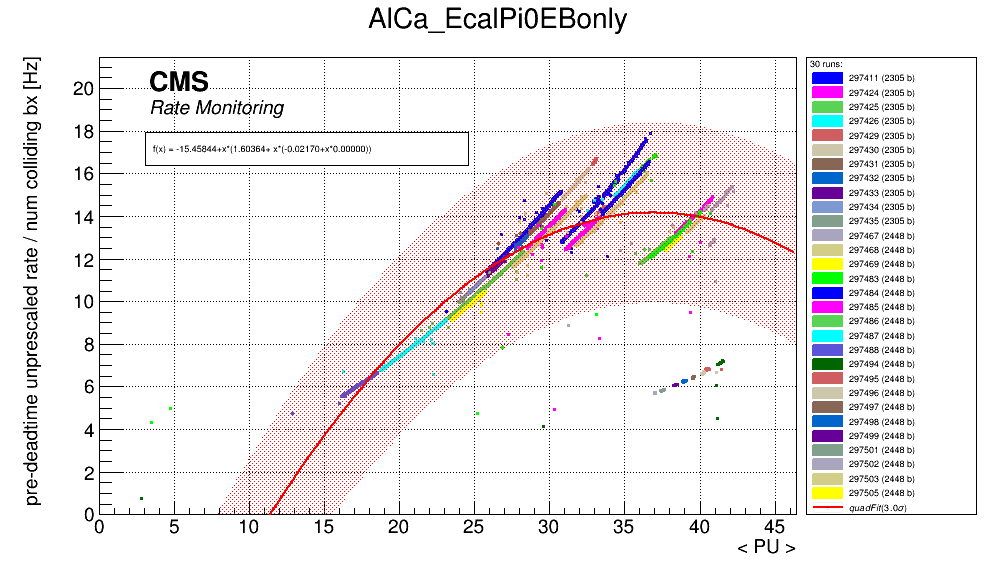 AlCa_EcalPi0EBonly
pre-deadtime unprescaled rate / num colliding bx [Hz]
CMS
Rate Monitoring
f(x) = -15.45844+x*(1.60364+ x*(-0.02170+x*0.00000))
20
18
16
14
12
10
8
6
4
2
0
0 5 10 15 20 25 30 35 40 45
< PU >
30 runs:
297411 (2305 b)
297424 (2305 b)
297425 (2305 b)
297426 (2305 b)
297429 (2305 b)
297430 (2305 b)
297431 (2305 b)
297432 (2305 b)
297433 (2305 b)
297434 (2305 b)
297435 (2305 b)
297467 (2448 b)
297468 (2448 b)
297469 (2448 b)
297483 (2448 b)
297484 (2448 b)
297485 (2448 b)
297486 (2448 b)
297487 (2448 b)
297488 (2448 b)
297494 (2448 b)
297495 (2448 b)
297496 (2448 b)
297497 (2448 b)
297498 (2448 b)
297499 (2448 b)
297501 (2448 b)
297502 (2448 b)
297503 (2448 b)
297505 (2448 b)
quadFit(3.0σ)